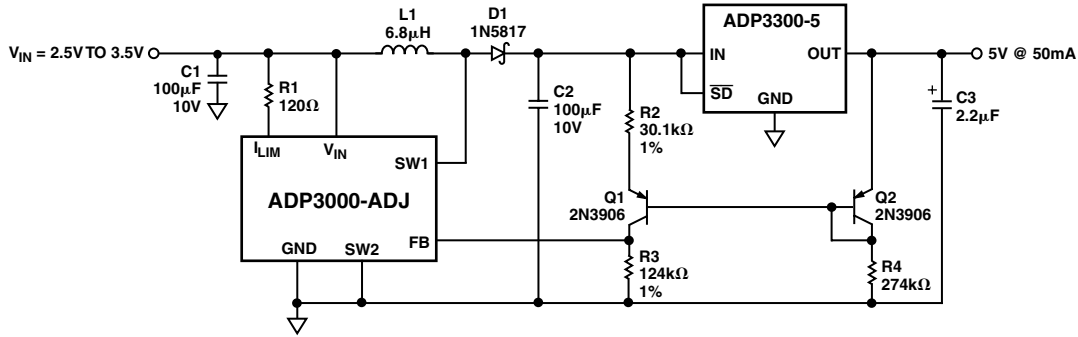 V_IN = 2.5V TO 3.5V
C1
100μF
10V
R1
120Ω
L1
6.8μH
D1
1N5817
C2
100μF
10V
R2
30.1kΩ
1%
ADP3300-5
IN
OUT
SD
GND
5V @ 50mA
+
C3
2.2μF
I_LIM
V_IN
SW1
ADP3000-ADJ
FB
GND
SW2
Q1
2N3906
Q2
2N3906
R3
124kΩ
1%
R4
274kΩ